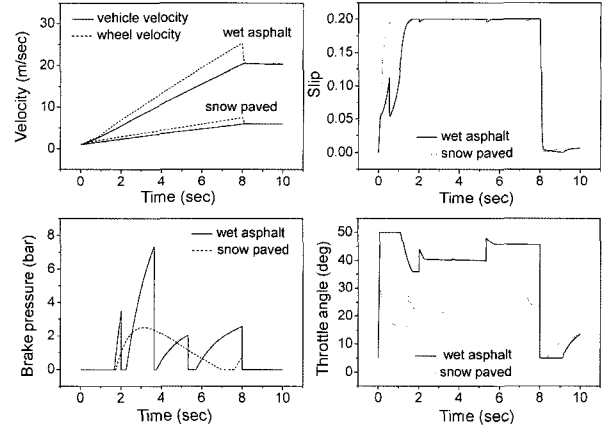 vehicle velocity
wheel velocity
wet asphalt
snow paved
Velocity (m/sec)
40
30
20
10
0
0 2 4 6 8 10
Time (sec)
Slip
0.20
0.15
0.10
0.05
0.00
wet asphalt
snow paved
0 2 4 6 8 10
Time (sec)
Brake pressure (bar)
8
6
4
2
0
wet asphalt
snow paved
0 2 4 6 8 10
Time (sec)
Throttle angle (deg)
50
40
30
20
10
0
wet asphalt
snow paved
0 2 4 6 8 10
Time (sec)